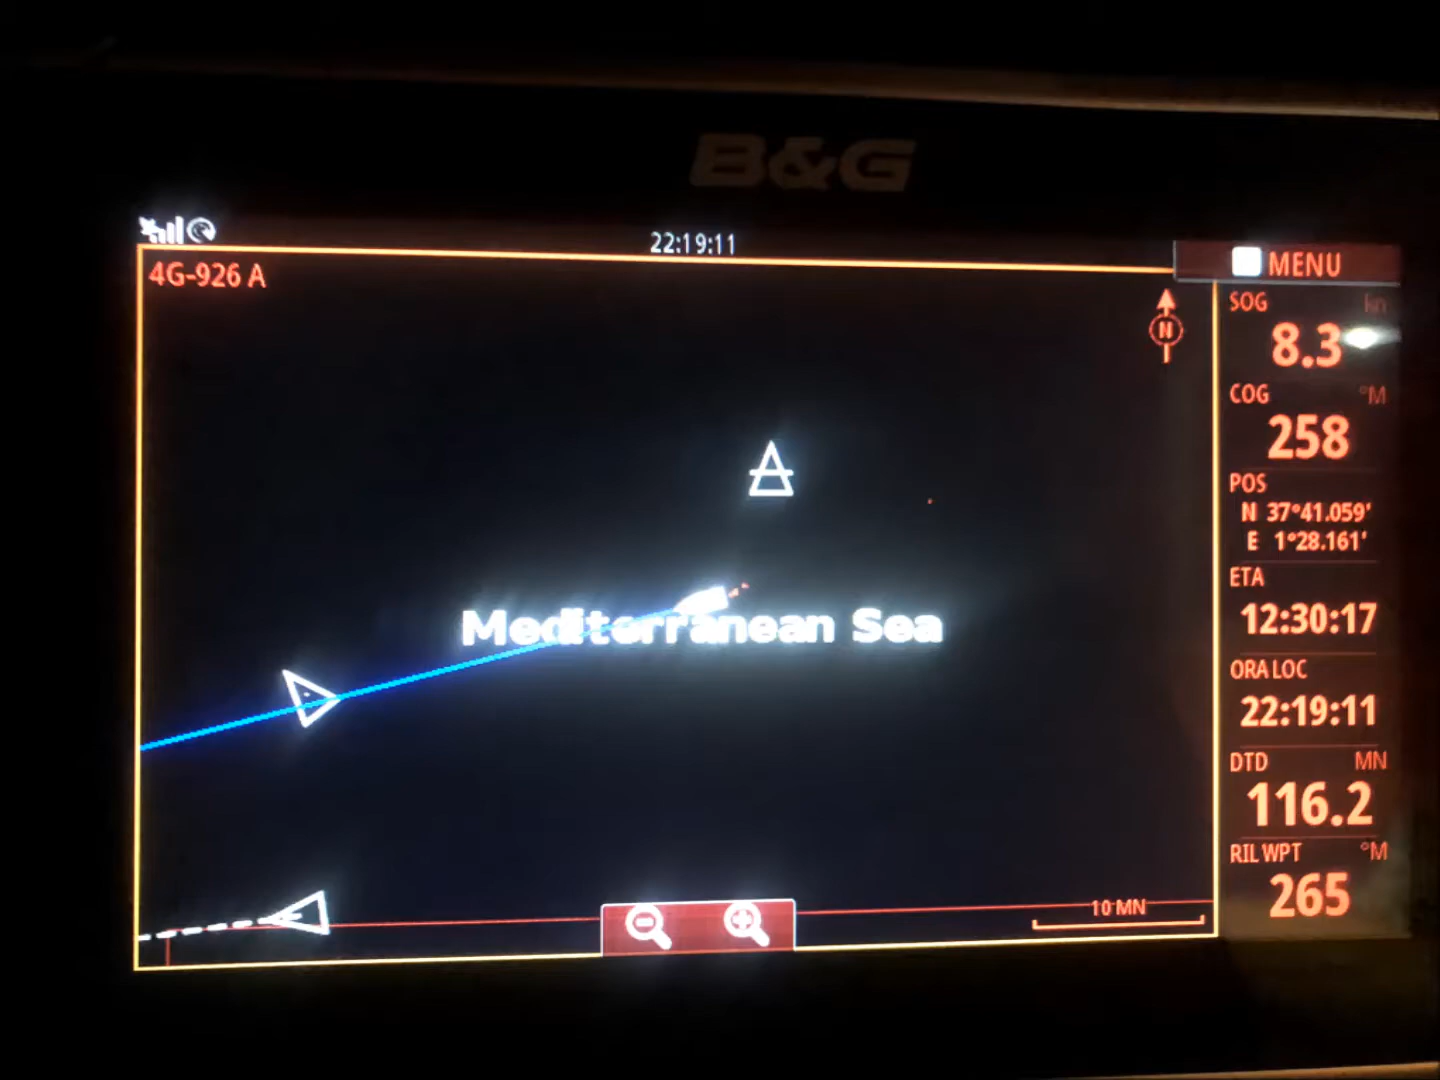 B&G
22:19:11
4G-926 A
MENU
N
SOG kn
8.3
COG °M
258
POS
N 37°41.059'
E 1°28.161'
ETA
12:30:17
ORA LOC
22:19:11
DTD MN
116.2
RIL WPT °M
265
Mediterranean Sea
10 MN